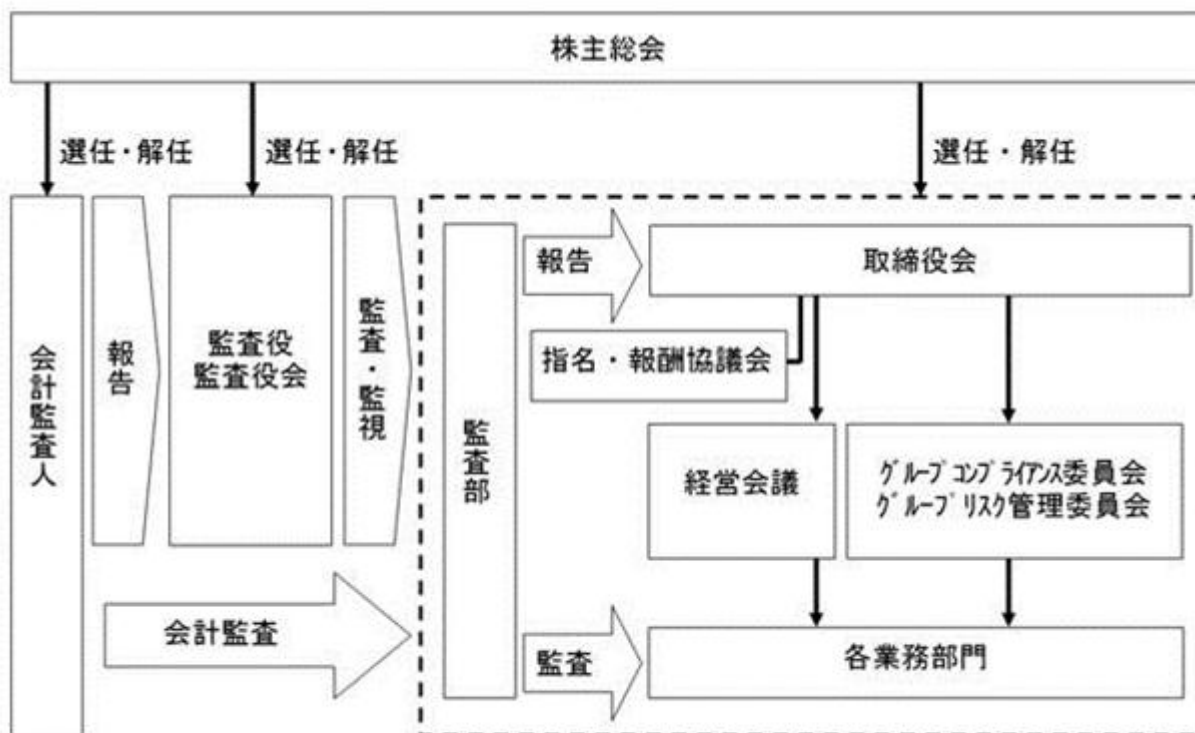 株主総会
選任・解任
選任・解任
選任・解任
会計監査人
報告
監査役
監査役会
監査・監視
監査部
報告
取締役会
指名・報酬協議会
経営会議
ｸﾞﾙｰﾌﾟｺﾝﾌﾟﾗｲｱﾝｽ委員会
ｸﾞﾙｰﾌﾟﾘｽｸ管理委員会
会計監査
監査
各業務部門